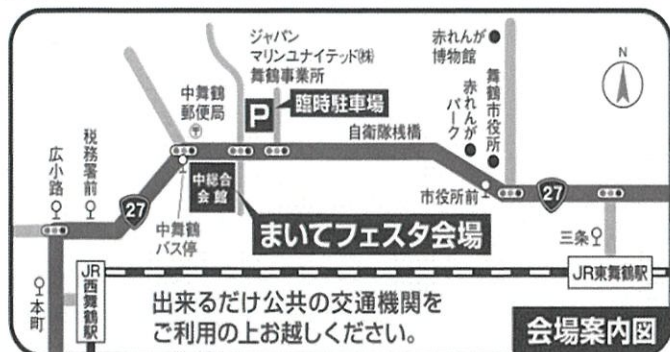 ジャパン
マリンユナイテッド㈱
舞鶴事業所
赤れんが
博物館
N
中舞鶴
郵便局
〒
P
臨時駐車場
舞鶴市役所
赤れんが
パーク
自衛隊桟橋
税務署前
広小路
27
中総合
会館
中舞鶴
バス停
まいてフェスタ会場
市役所前
27
三条
本町
JR西舞鶴駅
JR東舞鶴駅
出来るだけ公共の交通機関を
ご利用の上お越しください。
会場案内図